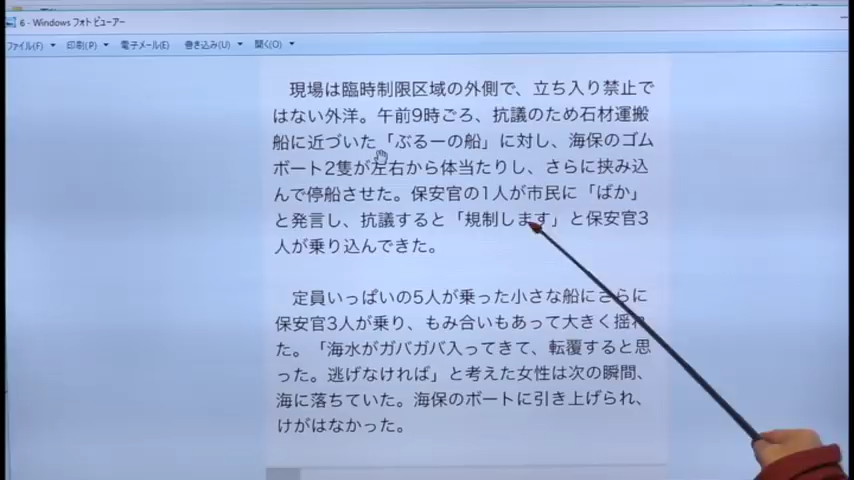 6 - Windows フォト ビューアー
ファイル(F) 印刷(P) 電子メール(E) 書き込み(U) 開く(O)
現場は臨時制限区域の外側で、立ち入り禁止で
はない外洋。午前9時ごろ、抗議のため石材運搬
船に近づいた「ぶるーの船」に対し、海保のゴム
ボート2隻が左右から体当たりし、さらに挟み込
んで停船させた。保安官の1人が市民に「ばか」
と発言し、抗議すると「規制します」と保安官3
人が乗り込んできた。
定員いっぱいの5人が乗った小さな船にさらに
保安官3人が乗り、もみ合いもあって大きく揺れ
た。「海水がガバガバ入ってきて、転覆すると思
った。逃げなければ」と考えた女性は次の瞬間、
海に落ちていた。海保のボートに引き上げられ、
けがはなかった。